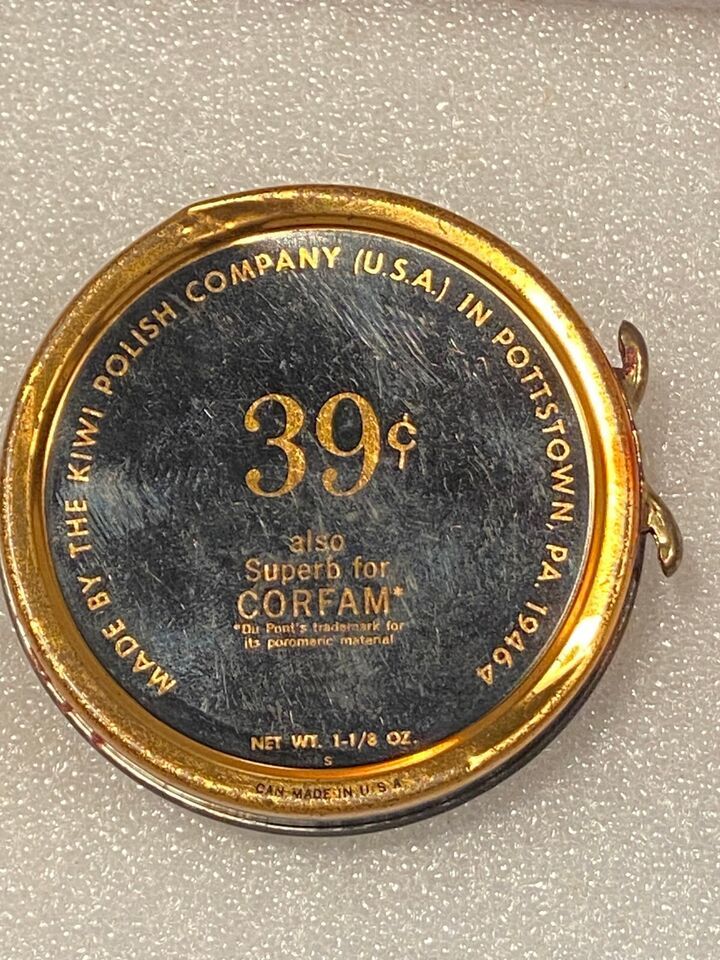 MADE BY THE KIWI POLISH COMPANY (U.S.A.) IN POTTSTOWN, PA 19464
39¢
also
Superb for
CORFAM*
*Du Pont's trademark for
its poromeric material
NET WT. 1-1/8 OZ.
S
CAN MADE IN U.S.A.